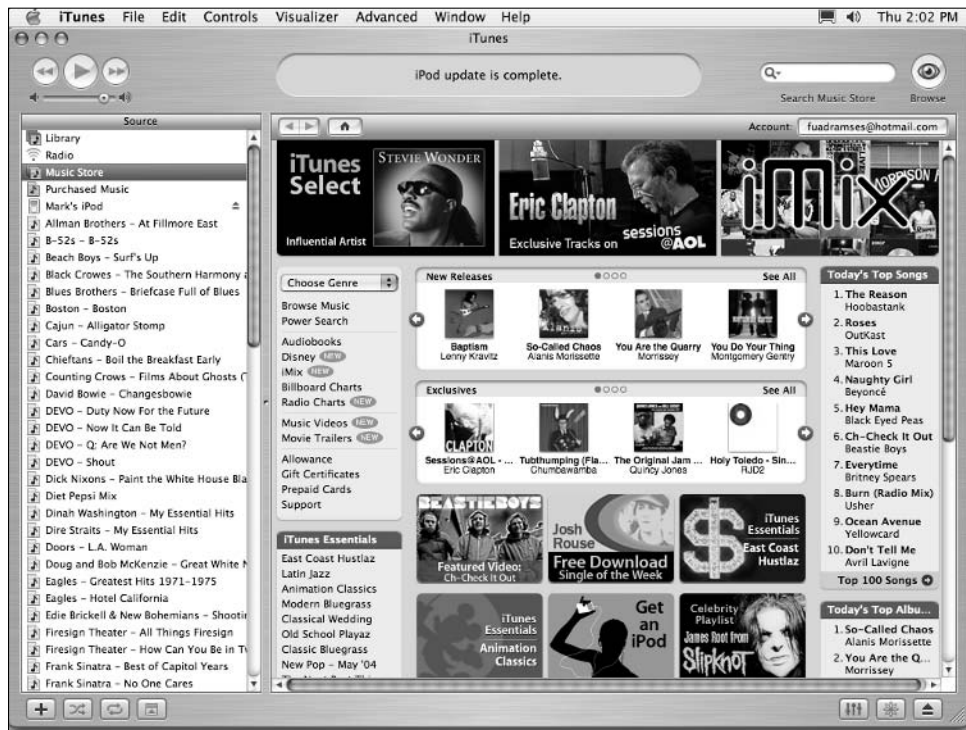 iTunes File Edit Controls Visualizer Advanced Window Help Thu 2:02 PM
iTunes
iPod update is complete.
Search Music Store Browse
Source
Library
Radio
Music Store
Purchased Music
Mark's iPod
Allman Brothers – At Fillmore East
B-52s – B-52s
Beach Boys – Surf's Up
Black Crowes – The Southern Harmony a
Blues Brothers – Briefcase Full of Blues
Boston – Boston
Cajun – Alligator Stomp
Cars – Candy-O
Chieftans – Boil the Breakfast Early
Counting Crows – Films About Ghosts (T
David Bowie – Changesbowie
DEVO – Duty Now For the Future
DEVO – Now It Can Be Told
DEVO – Q: Are We Not Men?
DEVO – Shout
Dick Nixons – Paint the White House Bla
Diet Pepsi Mix
Dinah Washington – My Essential Hits
Dire Straits – My Essential Hits
Doors – L.A. Woman
Doug and Bob McKenzie – Great White N
Eagles – Greatest Hits 1971-1975
Eagles – Hotel California
Edie Brickell & New Bohemians – Shootin
Firesign Theater – All Things Firesign
Firesign Theater – How Can You Be in Tw
Frank Sinatra – Best of Capitol Years
Frank Sinatra – No One Cares
Account: fuadramses@hotmail.com
iTunes
Select
Influential Artist
STEVIE WONDER
Eric Clapton
Exclusive Tracks on sessions
@AOL
iMix
MORRISON
Choose Genre
Browse Music
Power Search
Audiobooks
Disney NEW
iMix NEW
Billboard Charts
Radio Charts NEW
Music Videos NEW
Movie Trailers NEW
Allowance
Gift Certificates
Prepaid Cards
Support
iTunes Essentials
East Coast Hustlaz
Latin Jazz
Animation Classics
Modern Bluegrass
Classical Wedding
Old School Playaz
Classic Bluegrass
New Pop – May '04
New Releases See All
Alanis
Baptism
Lenny Kravitz
So-Called Chaos
Alanis Morissette
You Are the Quarry
Morrissey
You Do Your Thing
Montgomery Gentry
Exclusives See All
CLAPTON
Sessions@AOL - ...
Eric Clapton
Tubthumping (Fla...
Chumbawamba
The Original Jam ...
Quincy Jones
Holy Toledo - Sin...
RJD2
BEASTIE BOYS
Featured Video:
Ch-Check It Out
Josh
Rouse
Free Download
Single of the Week
iTunes
Essentials
East Coast
Hustlaz
iTunes
Essentials
Animation
Classics
Get
an
iPod
Celebrity
Playlist
James Root from
SlipKnoT
Today's Top Songs
1. The Reason
Hoobastank
2. Roses
OutKast
3. This Love
Maroon 5
4. Naughty Girl
Beyoncé
5. Hey Mama
Black Eyed Peas
6. Ch-Check It Out
Beastie Boys
7. Everytime
Britney Spears
8. Burn (Radio Mix)
Usher
9. Ocean Avenue
Yellowcard
10. Don't Tell Me
Avril Lavigne
Top 100 Songs
Today's Top Albu...
1. So-Called Chaos
Alanis Morissette
2. You Are the Q...
Morrissey